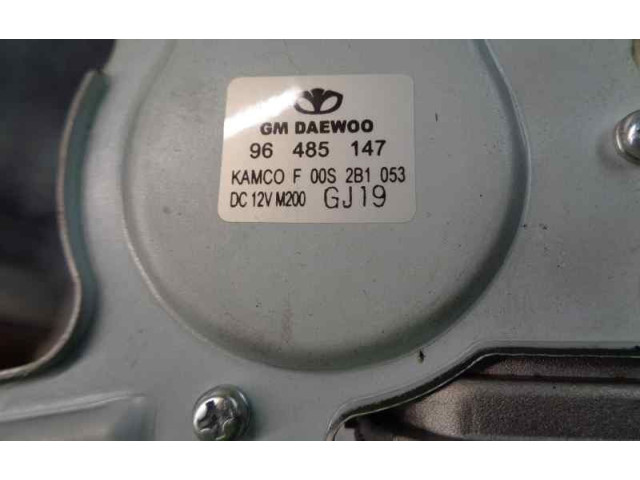 GM DAEWOO
96 485 147
KAMCO F 00S 2B1 053
DC 12V M200 GJ19